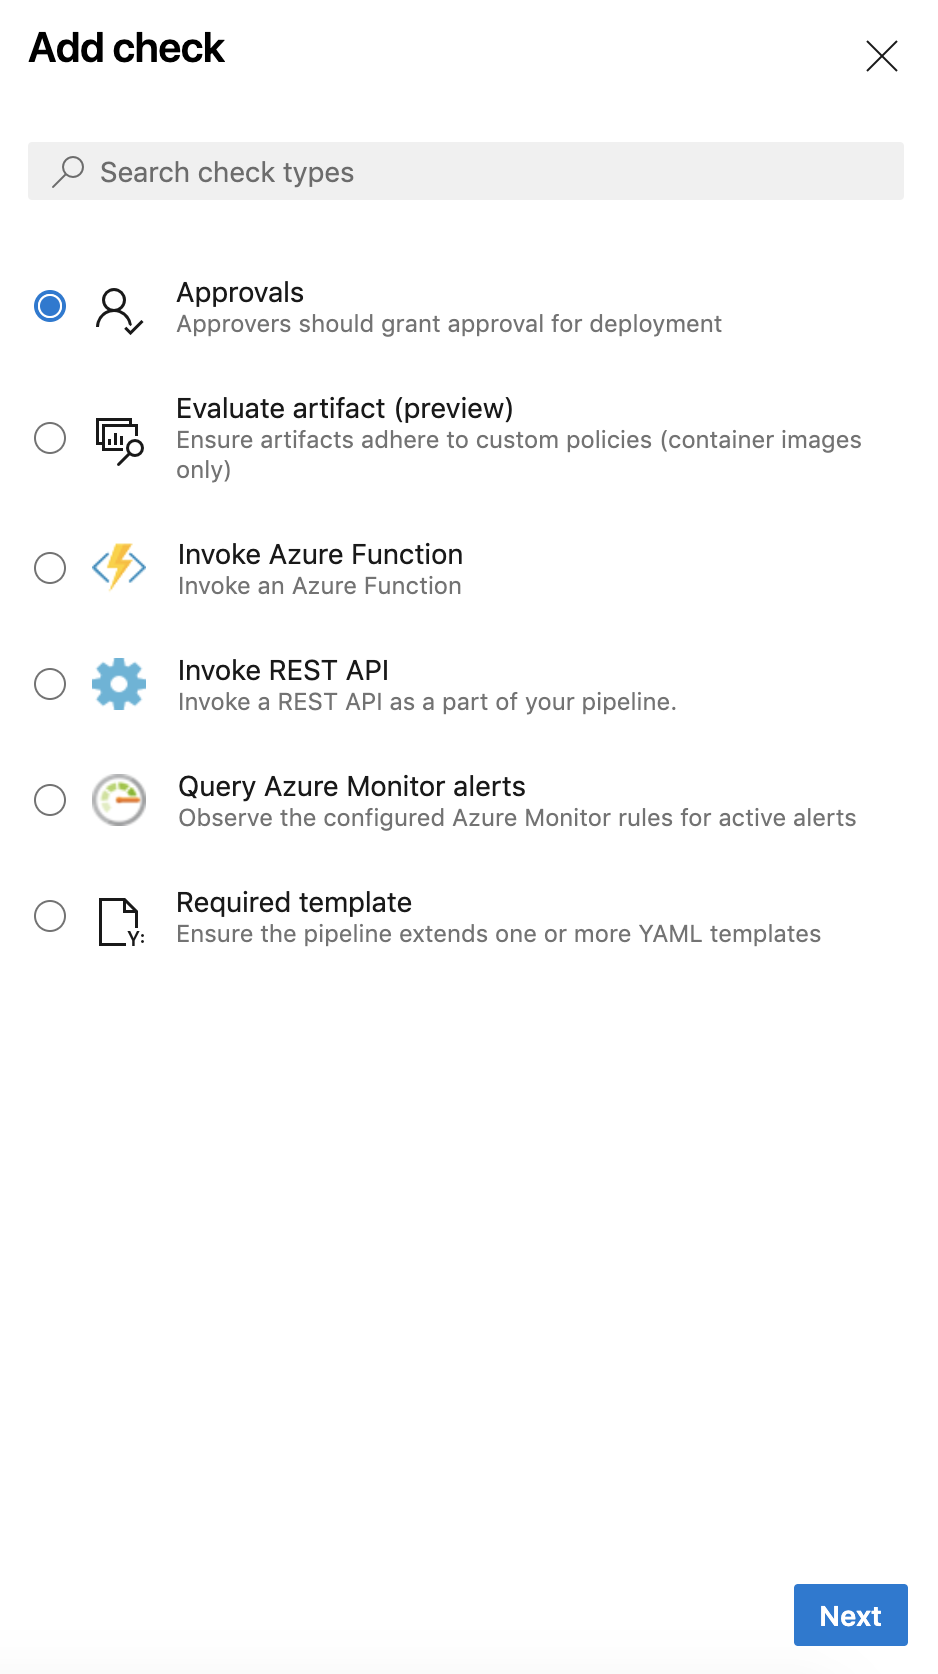 Add check
Search check types
Approvals
Approvers should grant approval for deployment
Evaluate artifact (preview)
Ensure artifacts adhere to custom policies (container images
only)
Invoke Azure Function
Invoke an Azure Function
Invoke REST API
Invoke a REST API as a part of your pipeline.
Query Azure Monitor alerts
Observe the configured Azure Monitor rules for active alerts
Y:
Required template
Ensure the pipeline extends one or more YAML templates
Next